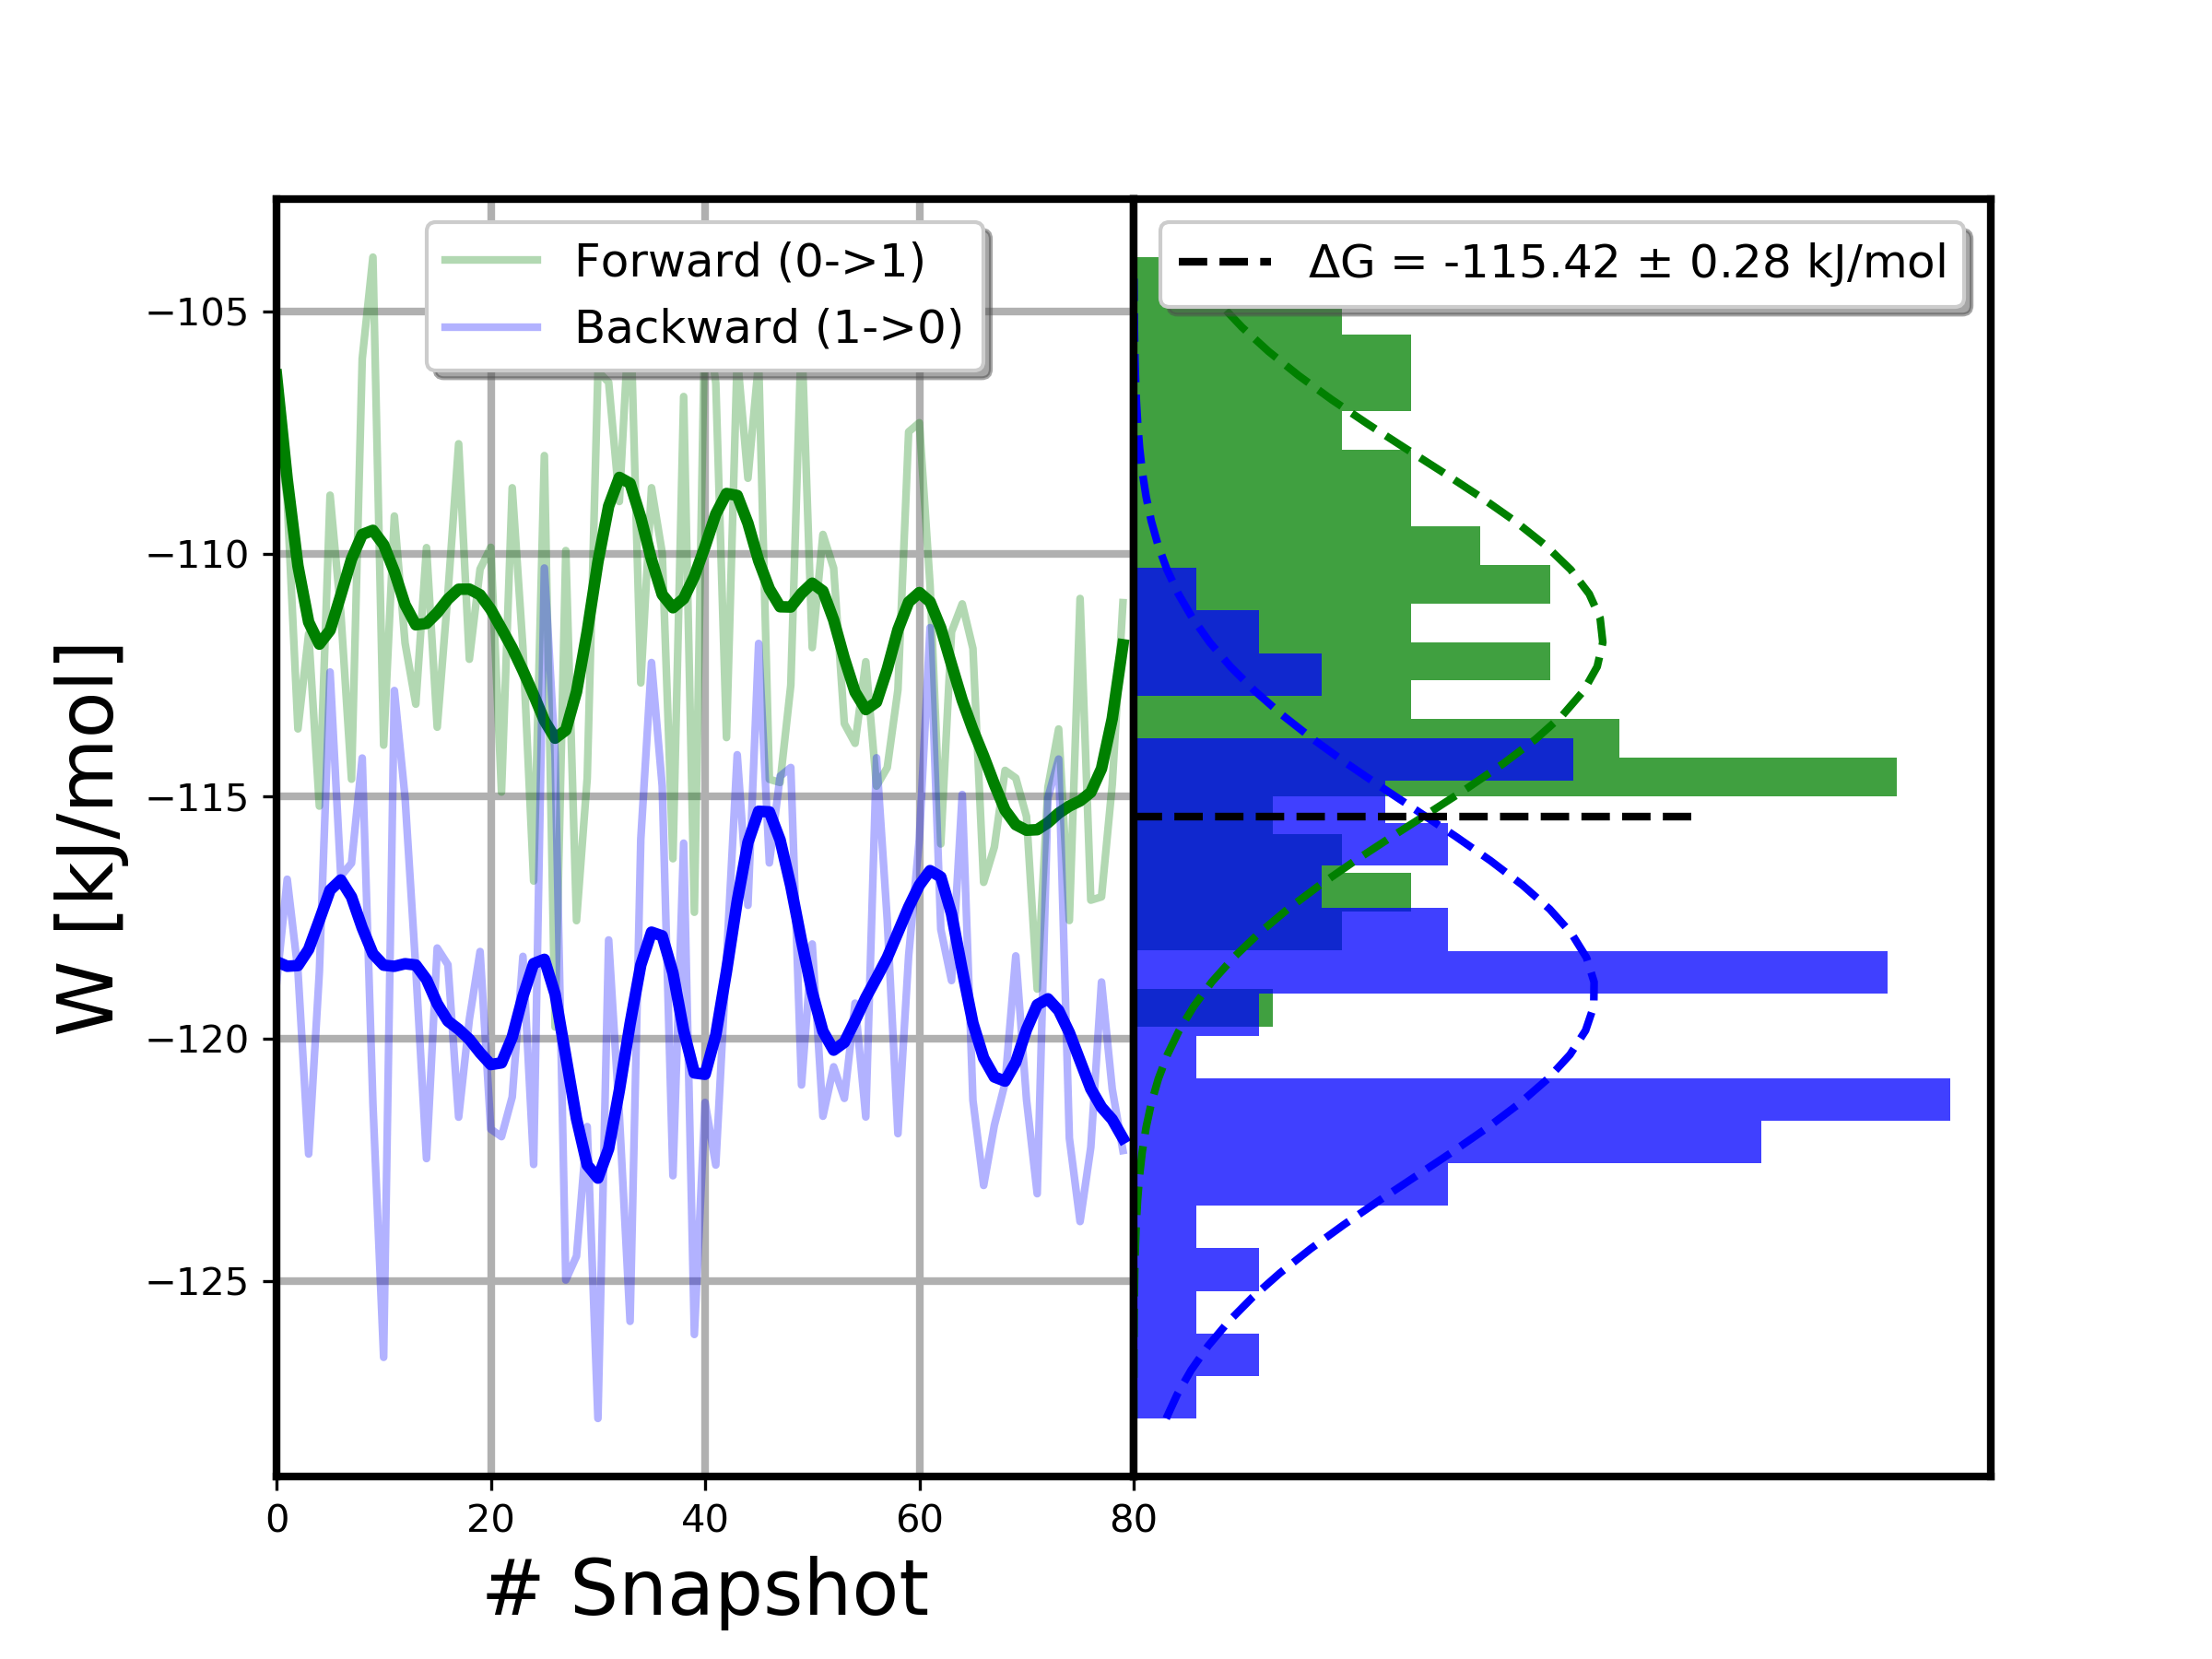 Forward (0->1)
Backward (1->0)
ΔG = -115.42 ± 0.28 kJ/mol
−105
−110
−115
−120
−125
W [kJ/mol]
0 20 40 60 80
# Snapshot